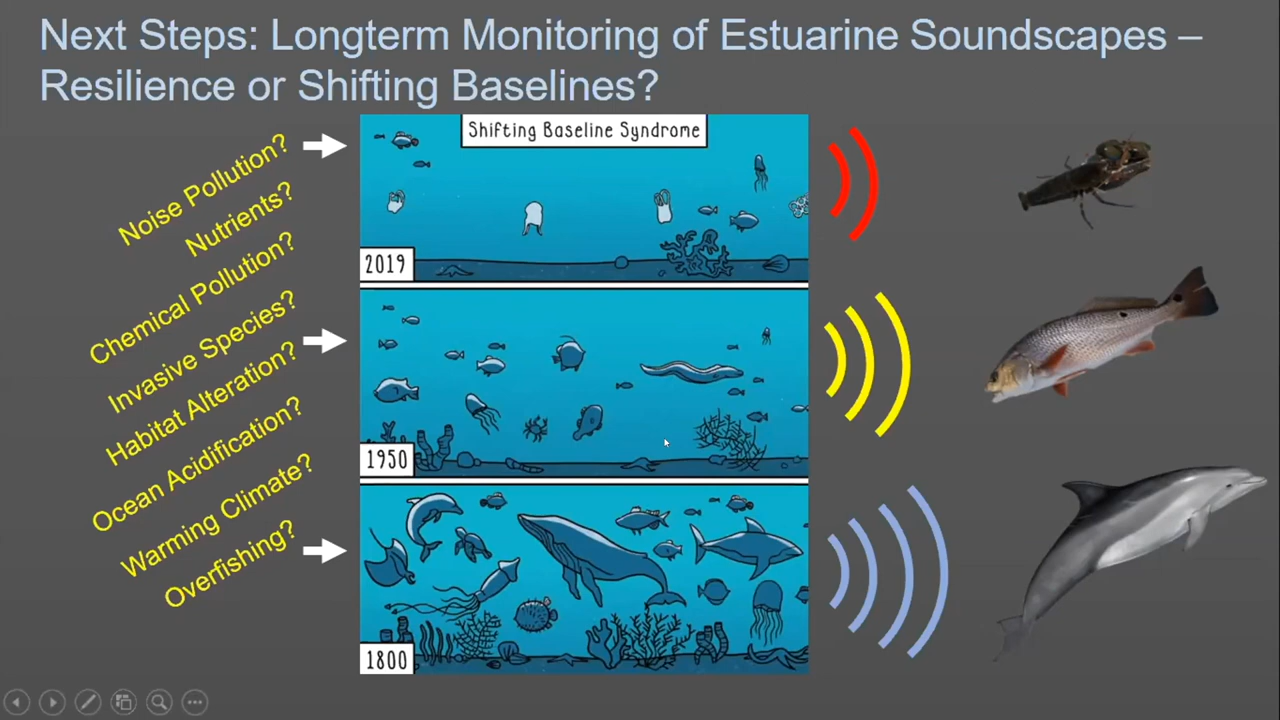 Next Steps: Longterm Monitoring of Estuarine Soundscapes –
Resilience or Shifting Baselines?
Noise Pollution?
Nutrients?
Chemical Pollution?
Invasive Species?
Habitat Alteration?
Ocean Acidification?
Warming Climate?
Overfishing?
Shifting Baseline Syndrome
2019
1950
1800